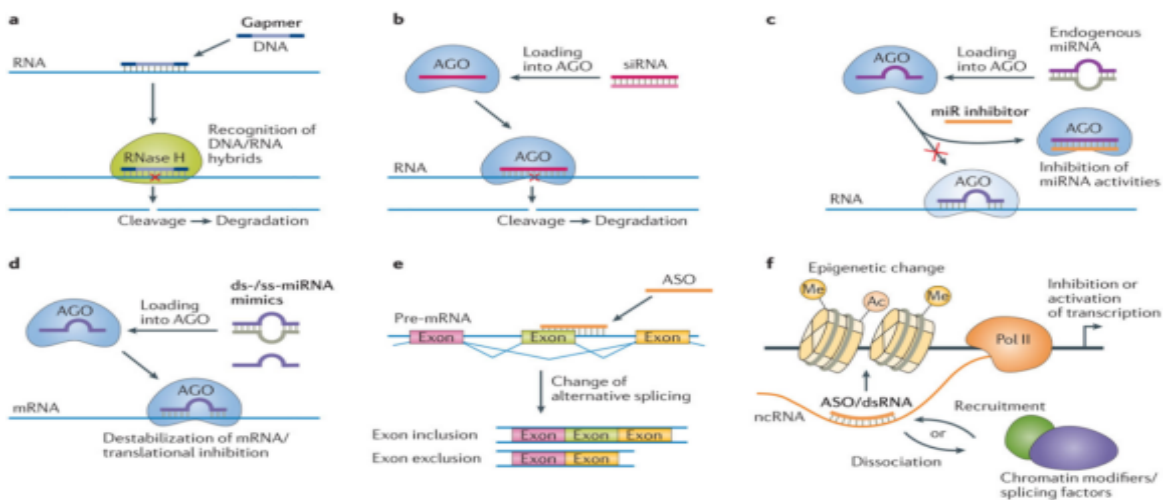 a
Gapmer
DNA
RNA
Recognition of
DNA/RNA
hybrids
RNase H
Cleavage → Degradation
b
AGO
Loading
into AGO
siRNA
RNA
AGO
Cleavage → Degradation
c
Endogenous
miRNA
Loading
into AGO
AGO
miR inhibitor
AGO
Inhibition of
miRNA activities
AGO
RNA
d
ds-/ss-miRNA
mimics
Loading
into AGO
AGO
AGO
mRNA
Destabilization of mRNA/
translational inhibition
e
ASO
Pre-mRNA
Exon Exon Exon
Change of
alternative splicing
Exon inclusion Exon Exon Exon
Exon exclusion Exon Exon
f
Epigenetic change
Me Ac Me
Inhibition or
activation
of transcription
Pol II
ASO/dsRNA
ncRNA
Recruitment
or
Dissociation
Chromatin modifiers/
splicing factors